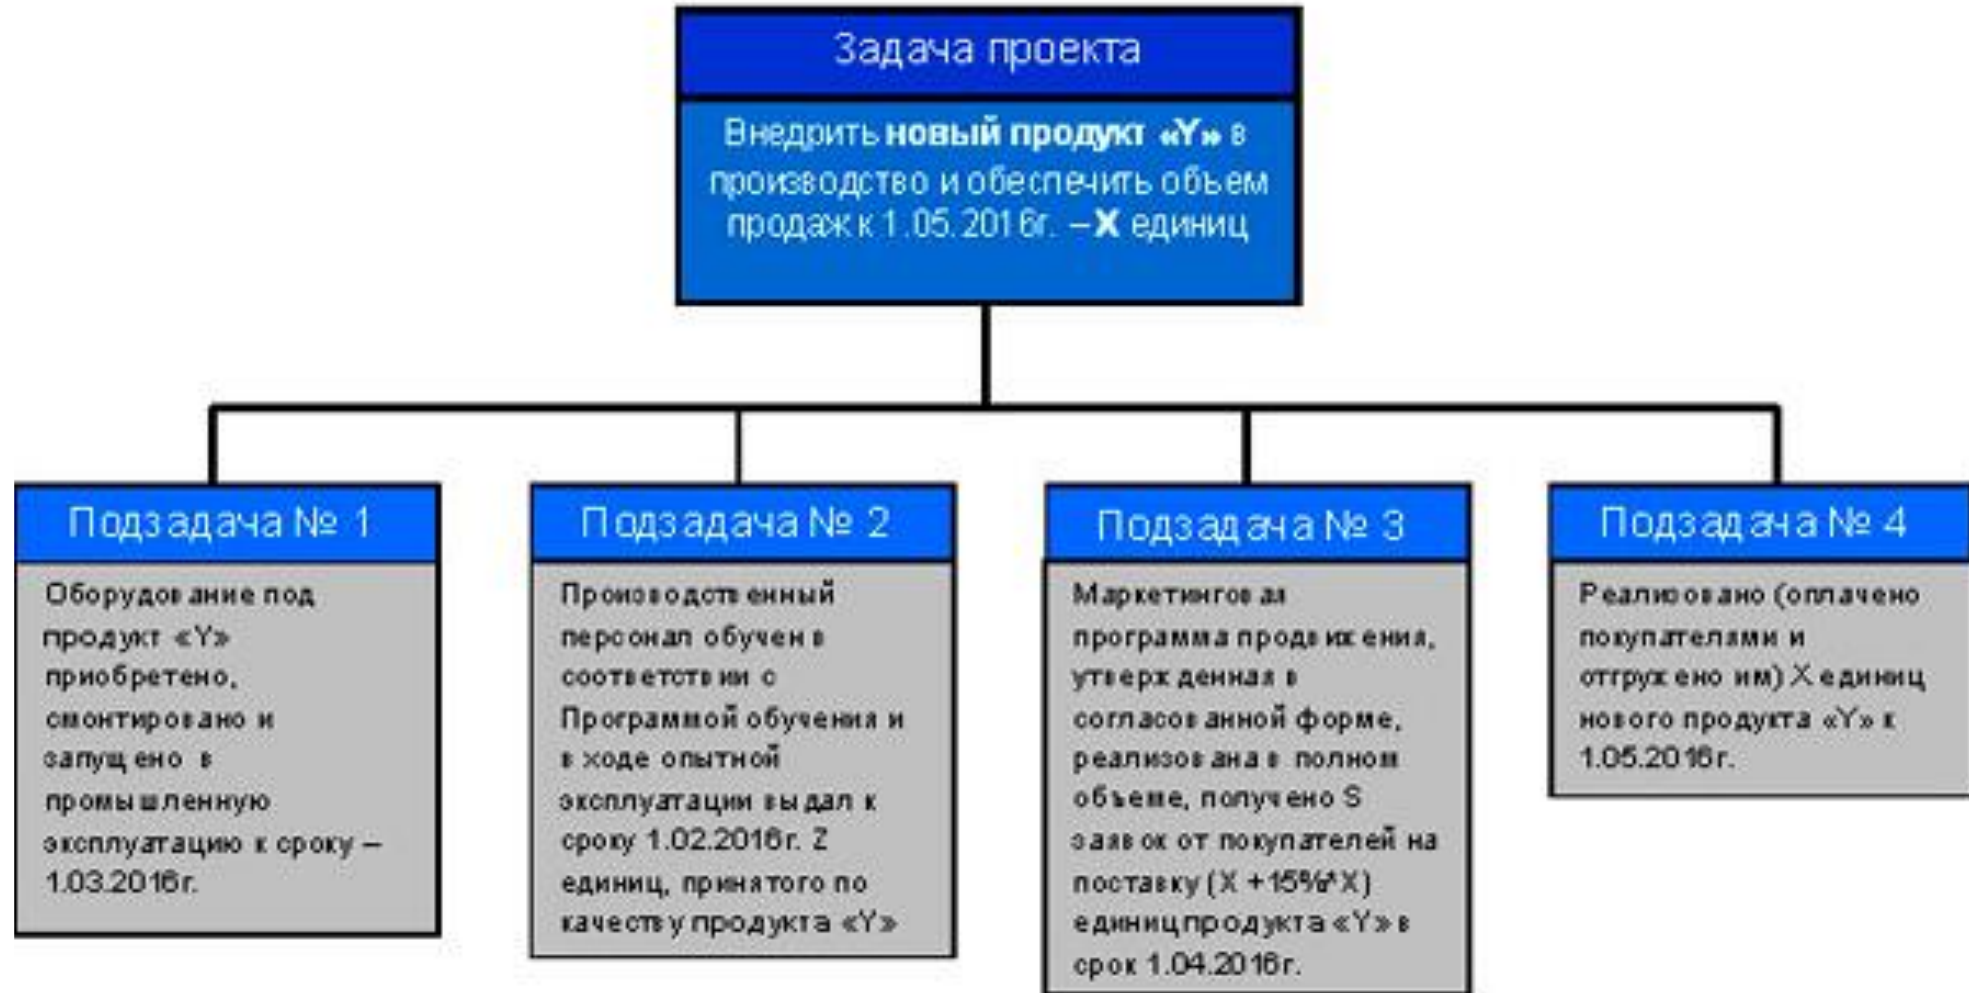 Задача проекта
Внедрить новый продукт «Y» в
производство и обеспечить объем
продаж к 1.05.2016г. – X единиц
Подзадача № 1
Оборудование под
продукт «Y»
приобретено,
смонтировано и
запущено в
промышленную
эксплуатацию к сроку –
1.03.2016г.
Подзадача № 2
Производственный
персонал обучен в
соответствии с
Программой обучения и
в ходе опытной
эксплуатации выдал к
сроку 1.02.2016г. Z
единиц, принятого по
качеству продукта «Y»
Подзадача № 3
Маркетинговая
программа продвижения,
утвержденная в
согласованной форме,
реализована в полном
объеме, получено S
заявок от покупателей на
поставку (X +15%*X)
единиц продукта «Y» в
срок 1.04.2016г.
Подзадача № 4
Реализовано (оплачено
покупателями и
отгружено им) X единиц
нового продукта «Y» к
1.05.2016г.